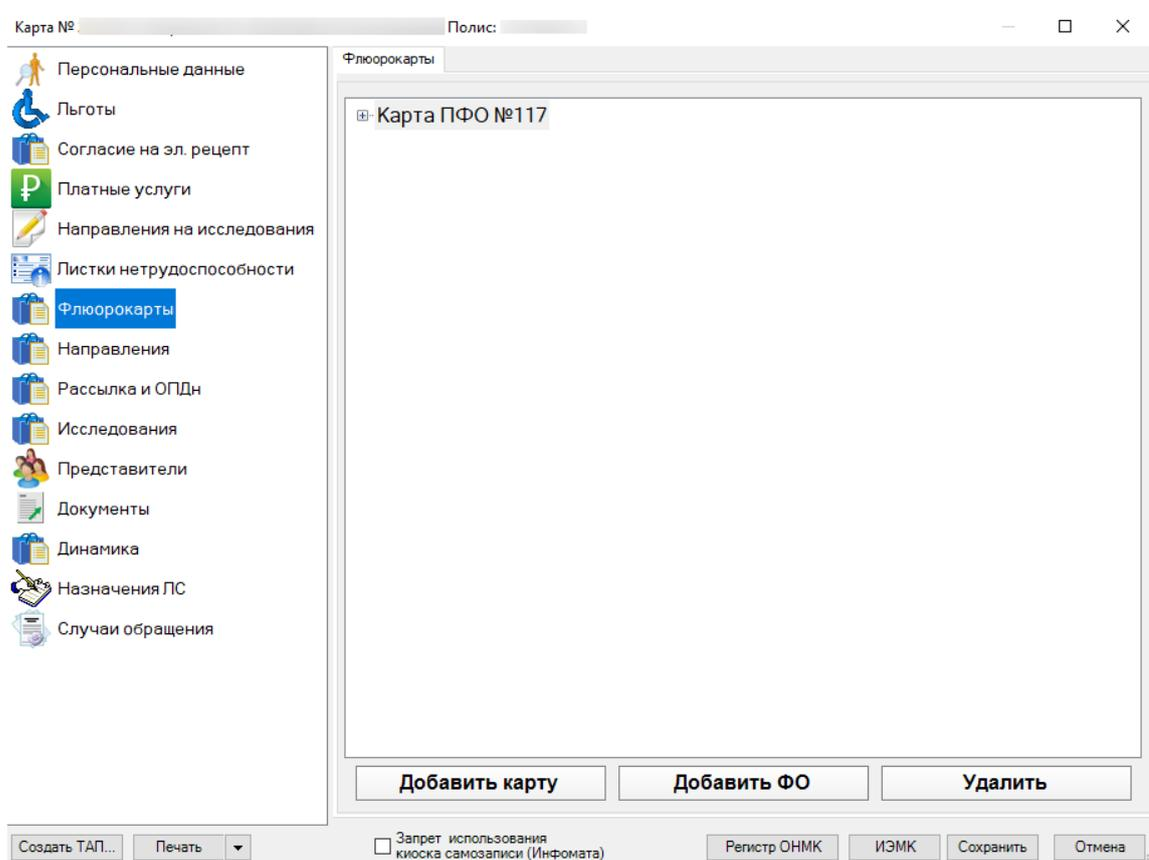 Карта № Полис:
Персональные данные
Льготы
Согласие на эл. рецепт
Платные услуги
Направления на исследования
Листки нетрудоспособности
Флюорокарты
Направления
Рассылка и ОПДн
Исследования
Представители
Документы
Динамика
Назначения ЛС
Случаи обращения
Флюорокарты
Карта ПФО №117
Добавить карту Добавить ФО Удалить
Создать ТАП... Печать
Запрет использования
киоска самозаписи (Инфомата)
Регистр ОНМК ИЭМК Сохранить Отмена